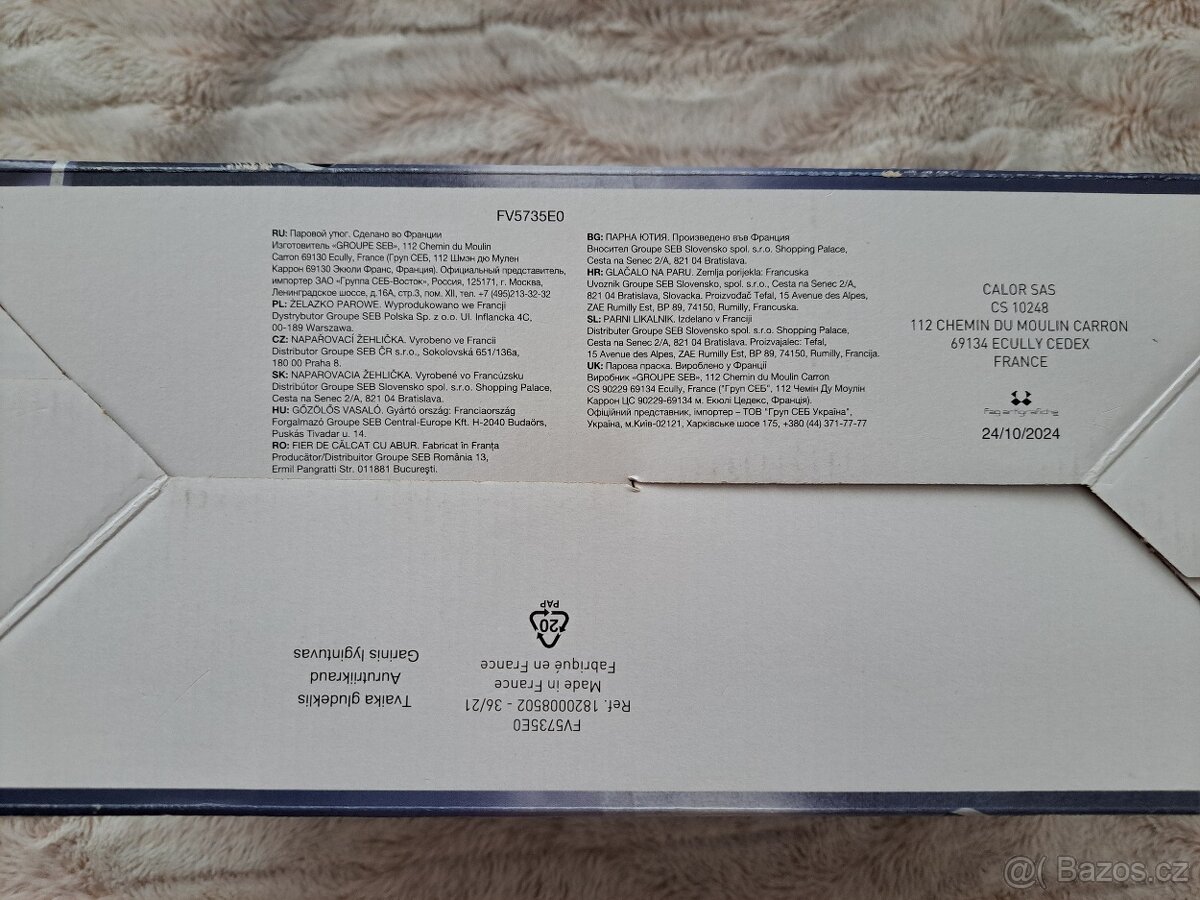 FV5735E0
RU: Паровой утюг. Сделано во Франции
Изготовитель «GROUPE SEB», 112 Chemin du Moulin
Carron 69130 Ecully, France (Груп СЕБ, 112 Шмэн дю Мулен
Каррон 69130 Экюли Франс, Франция). Официальный представитель,
импортер ЗАО «Группа СЕБ-Восток», Россия, 125171, г. Москва,
Ленинградское шоссе, д.16А, стр.3, пом. XII, тел. +7 (495)213-32-32
PL: ŻELAZKO PAROWE. Wyprodukowano we Francji
Dystrybutor Groupe SEB Polska Sp. z o.o. Ul. Inflancka 4C,
00-189 Warszawa.
CZ: NAPAŘOVACÍ ŽEHLIČKA. Vyrobeno ve Francii
Distributor Groupe SEB ČR s.r.o., Sokolovská 651/136a,
180 00 Praha 8.
SK: NAPAROVACIA ŽEHLIČKA. Vyrobené vo Francúzsku
Distribútor Groupe SEB Slovensko spol. s.r.o. Shopping Palace,
Cesta na Senec 2/A, 821 04 Bratislava.
HU: GŐZÖLŐS VASALÓ. Gyártó ország: Franciaország
Forgalmazó Groupe SEB Central-Europe Kft. H-2040 Budaörs,
Puskás Tivadar u. 14.
RO: FIER DE CĂLCAT CU ABUR. Fabricat în Franța
Producător/Distribuitor Groupe SEB România 13,
Ermil Pangratti Str. 011881 București.
BG: ПАРНА ЮТИЯ. Произведено във Франция
Вносител Groupe SEB Slovensko spol. s.r.o. Shopping Palace,
Cesta na Senec 2/A, 821 04 Bratislava.
HR: GLAČALO NA PARU. Zemlja porijekla: Francuska
Uvoznik Groupe SEB Slovensko spol. s.r.o., Cesta na Senec 2/A,
821 04 Bratislava, Slovacka. Proizvođač Tefal, 15 Avenue des Alpes,
ZAE Rumilly Est, BP 89, 74150, Rumilly, Francuska.
SL: PARNI LIKALNIK. Izdelano v Franciji
Distributer Groupe SEB Slovensko spol. s.r.o. Shopping Palace,
Cesta na Senec 2/A, 821 04 Bratislava. Proizvajalec: Tefal,
15 Avenue des Alpes, ZAE Rumilly Est, BP 89, 74150, Rumilly, Francija.
UK: Парова праска. Вироблено у Франції
Виробник «GROUPE SEB», 112 Chemin du Moulin Carron
CS 90229 69134 Ecully, France ("Груп СЕБ", 112 Чемін Ду Моулін
Каррон ЦС 90229-69134 м. Екюлі Цедекс, Франція).
Офіційний представник, імпортер – ТОВ "Груп СЕБ Україна",
Україна, м.Київ-02121, Харківське шосе 175, +380 (44) 371-77-77
CALOR SAS
CS 10248
112 CHEMIN DU MOULIN CARRON
69134 ECULLY CEDEX
FRANCE
fag artigrafiche
24/10/2024
FV5735E0
Ref. 1820008502 - 36/21
Made in France
Fabriqué en France
20
PAP
Tvaika gludeklis
Aurutriikraud
Garinis lygintuvas
@( Bazos.cz